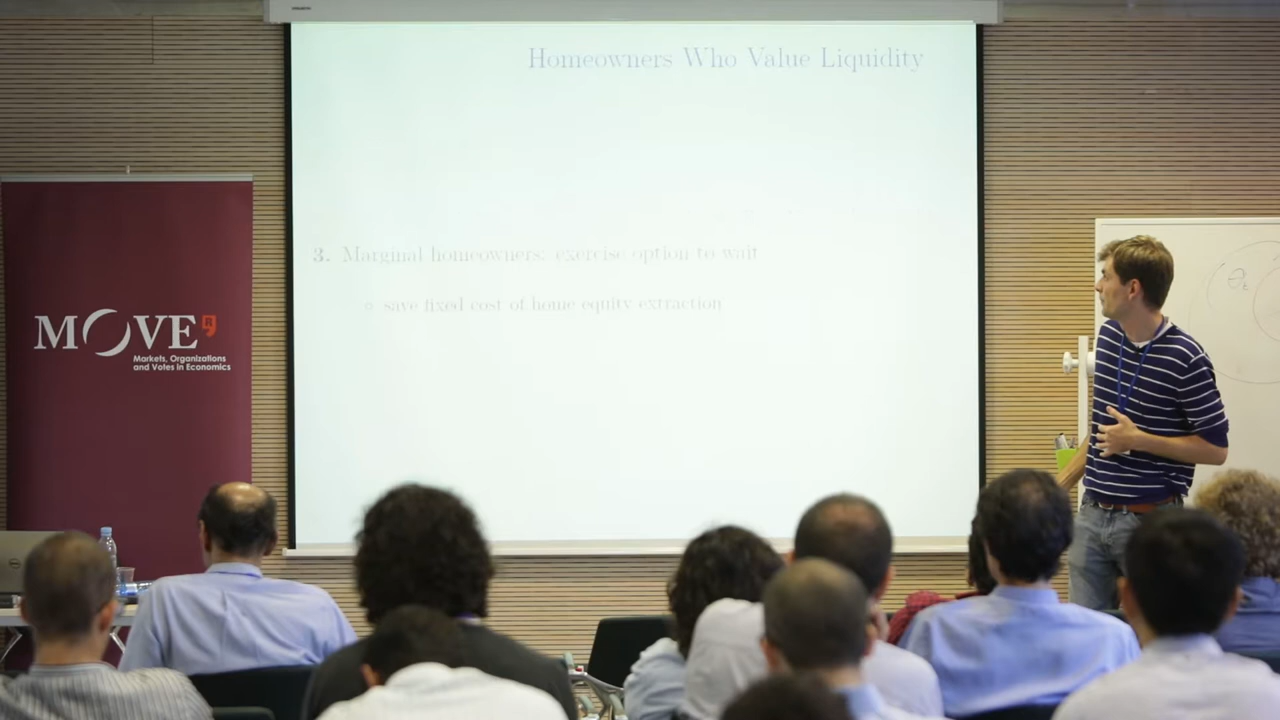 Homeowners Who Value Liquidity
3. Marginal homeowners: exercise option to wait
◦ save fixed cost of home equity extraction
MOVE
Markets, Organizations
and Votes in Economics